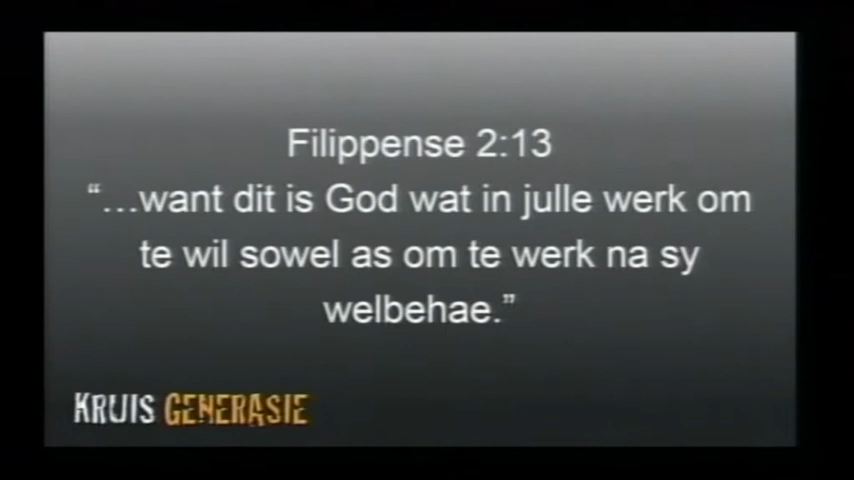 Filippense 2:13
“...want dit is God wat in julle werk om
te wil sowel as om te werk na sy
welbehae.”
KRUIS GENERASIE